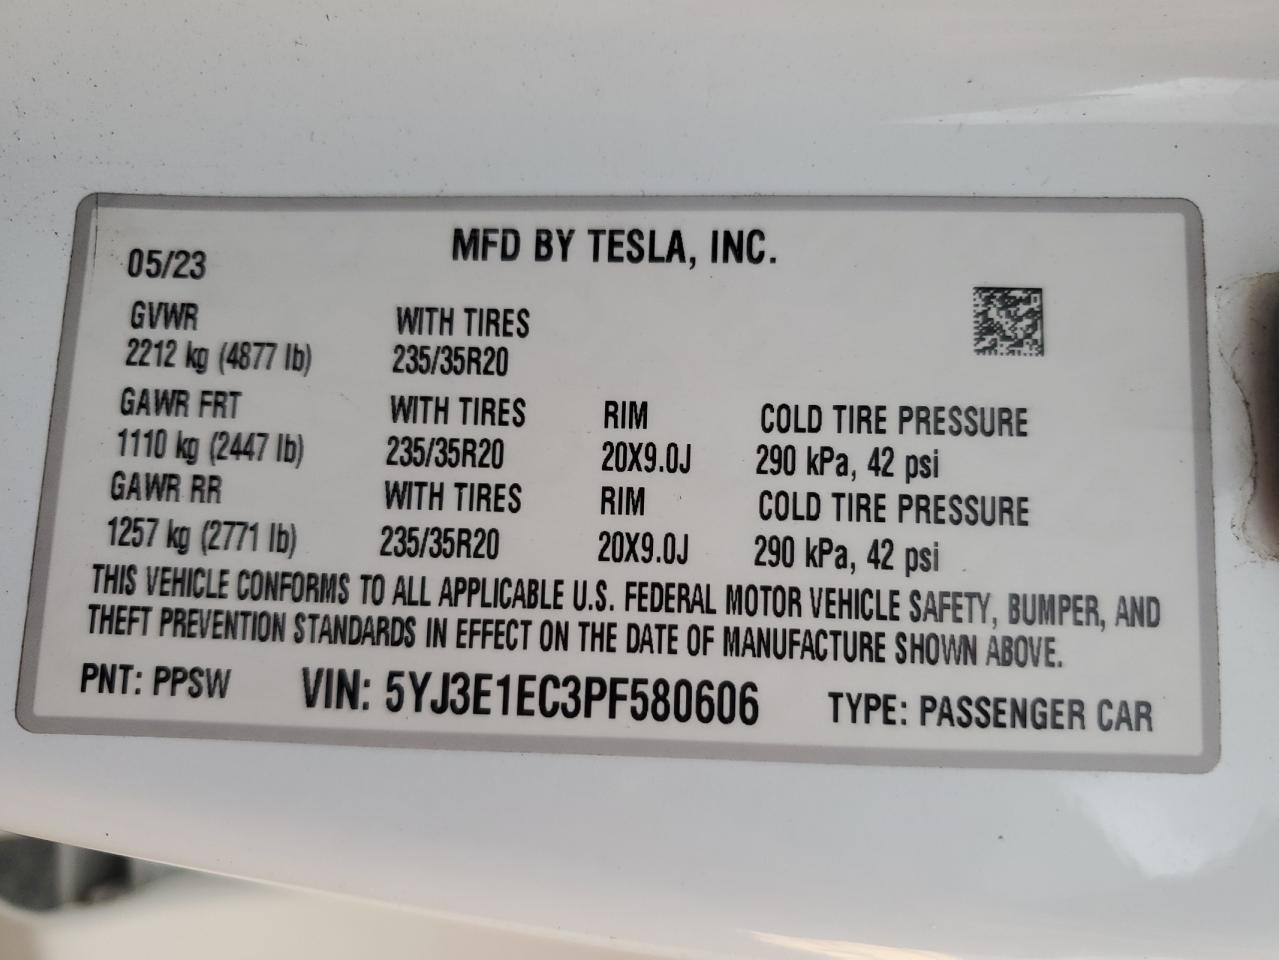 MFD BY TESLA, INC.
05/23
GVWR WITH TIRES
2212 kg (4877 lb) 235/35R20
GAWR FRT WITH TIRES RIM COLD TIRE PRESSURE
1110 kg (2447 lb) 235/35R20 20X9.0J 290 kPa, 42 psi
GAWR RR WITH TIRES RIM COLD TIRE PRESSURE
1257 kg (2771 lb) 235/35R20 20X9.0J 290 kPa, 42 psi
THIS VEHICLE CONFORMS TO ALL APPLICABLE U.S. FEDERAL MOTOR VEHICLE SAFETY, BUMPER, AND
THEFT PREVENTION STANDARDS IN EFFECT ON THE DATE OF MANUFACTURE SHOWN ABOVE.
PNT: PPSW VIN: 5YJ3E1EC3PF580606 TYPE: PASSENGER CAR